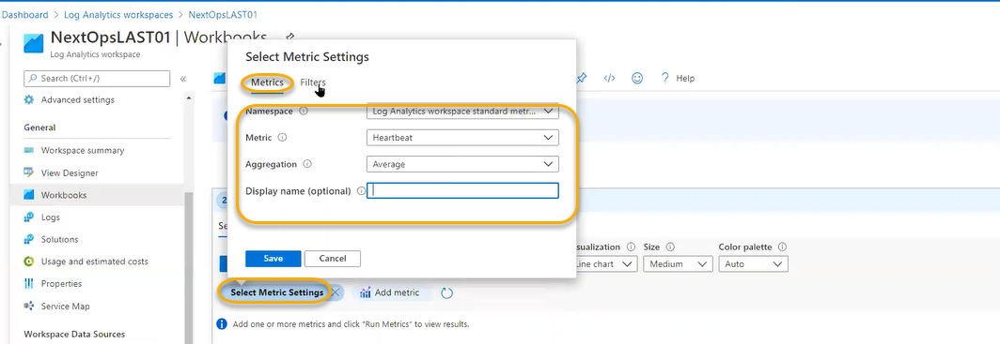 Dashboard > Log Analytics workspaces > NextOpsLAST01
NextOpsLAST01 | Workbooks
Log Analytics workspace
Search (Ctrl+/)
«
Advanced settings
General
Workspace summary
View Designer
Workbooks
Logs
Solutions
Usage and estimated costs
Properties
Service Map
Workspace Data Sources
Select Metric Settings
Metrics
Filters
Namespace
Log Analytics workspace standard metr...
Metric
Heartbeat
Aggregation
Average
Display name (optional)
Save
Cancel
? Help
2
Se
sualization
Size
Color palette
ine chart
Medium
Auto
Select Metric Settings
Add metric
Add one or more metrics and click "Run Metrics" to view results.